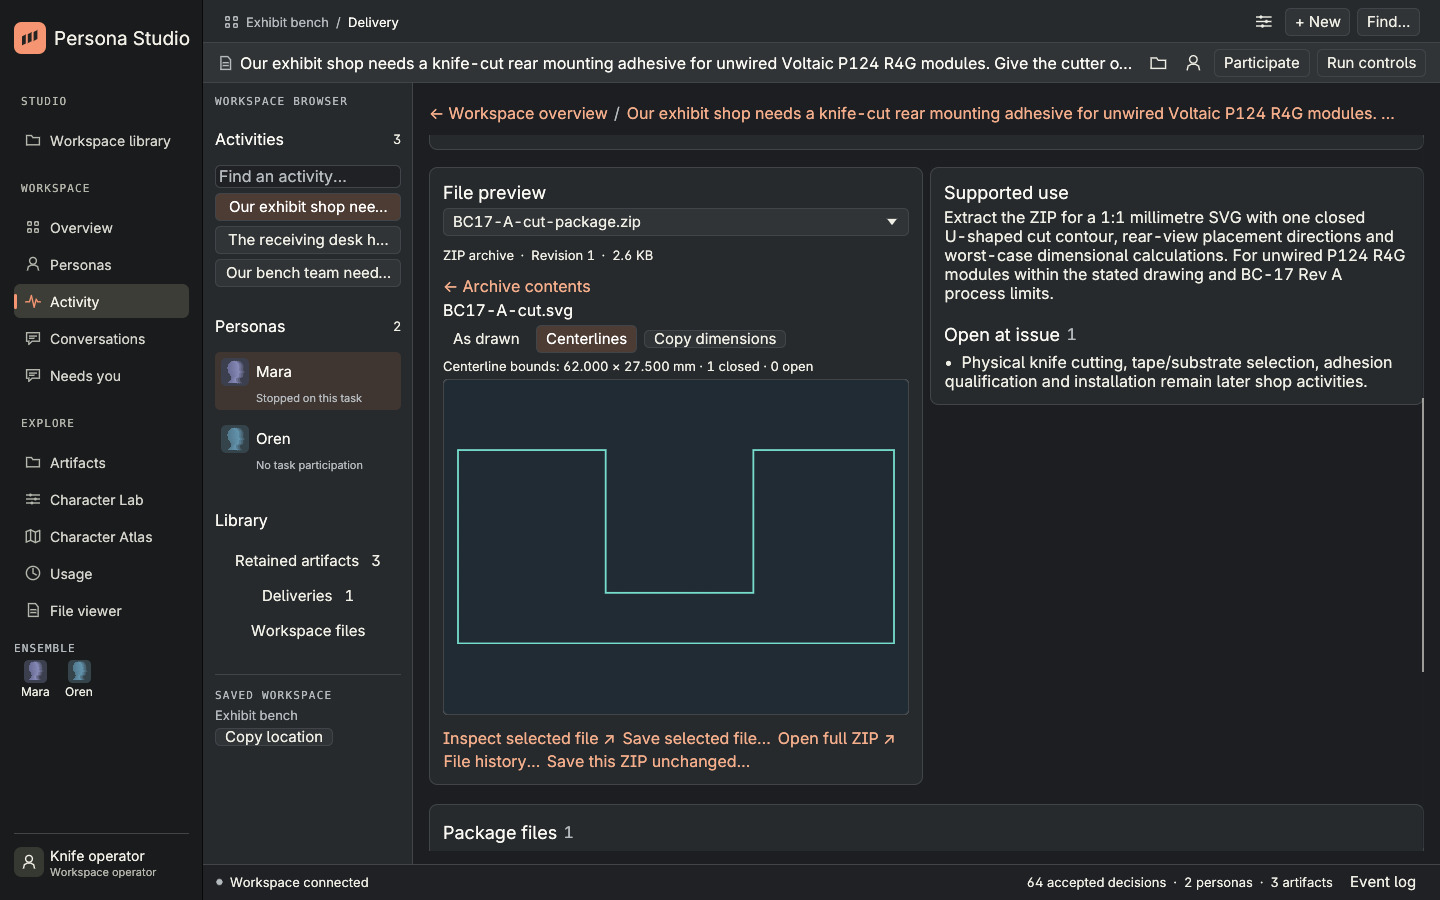 Persona Studio
STUDIO
Workspace library
WORKSPACE
Overview
Personas
Activity
Conversations
Needs you
EXPLORE
Artifacts
Character Lab
Character Atlas
Usage
File viewer
ENSEMBLE
Mara
Oren
Knife operator
Workspace operator
Exhibit bench / Delivery
+ New
Find...
Our exhibit shop needs a knife-cut rear mounting adhesive for unwired Voltaic P124 R4G modules. Give the cutter o...
Participate
Run controls
WORKSPACE BROWSER
Activities 3
Find an activity...
Our exhibit shop nee...
The receiving desk h...
Our bench team need...
Personas 2
Mara
Stopped on this task
Oren
No task participation
Library
Retained artifacts 3
Deliveries 1
Workspace files
SAVED WORKSPACE
Exhibit bench
Copy location
← Workspace overview / Our exhibit shop needs a knife-cut rear mounting adhesive for unwired Voltaic P124 R4G modules. ...
File preview
BC17-A-cut-package.zip
ZIP archive · Revision 1 · 2.6 KB
← Archive contents
BC17-A-cut.svg
As drawn
Centerlines
Copy dimensions
Centerline bounds: 62.000 × 27.500 mm · 1 closed · 0 open
Inspect selected file ↗ Save selected file... Open full ZIP ↗
File history... Save this ZIP unchanged...
Supported use
Extract the ZIP for a 1:1 millimetre SVG with one closed
U-shaped cut contour, rear-view placement directions and
worst-case dimensional calculations. For unwired P124 R4G
modules within the stated drawing and BC-17 Rev A
process limits.
Open at issue 1
• Physical knife cutting, tape/substrate selection, adhesion
qualification and installation remain later shop activities.
Package files 1
Workspace connected
64 accepted decisions · 2 personas · 3 artifacts
Event log